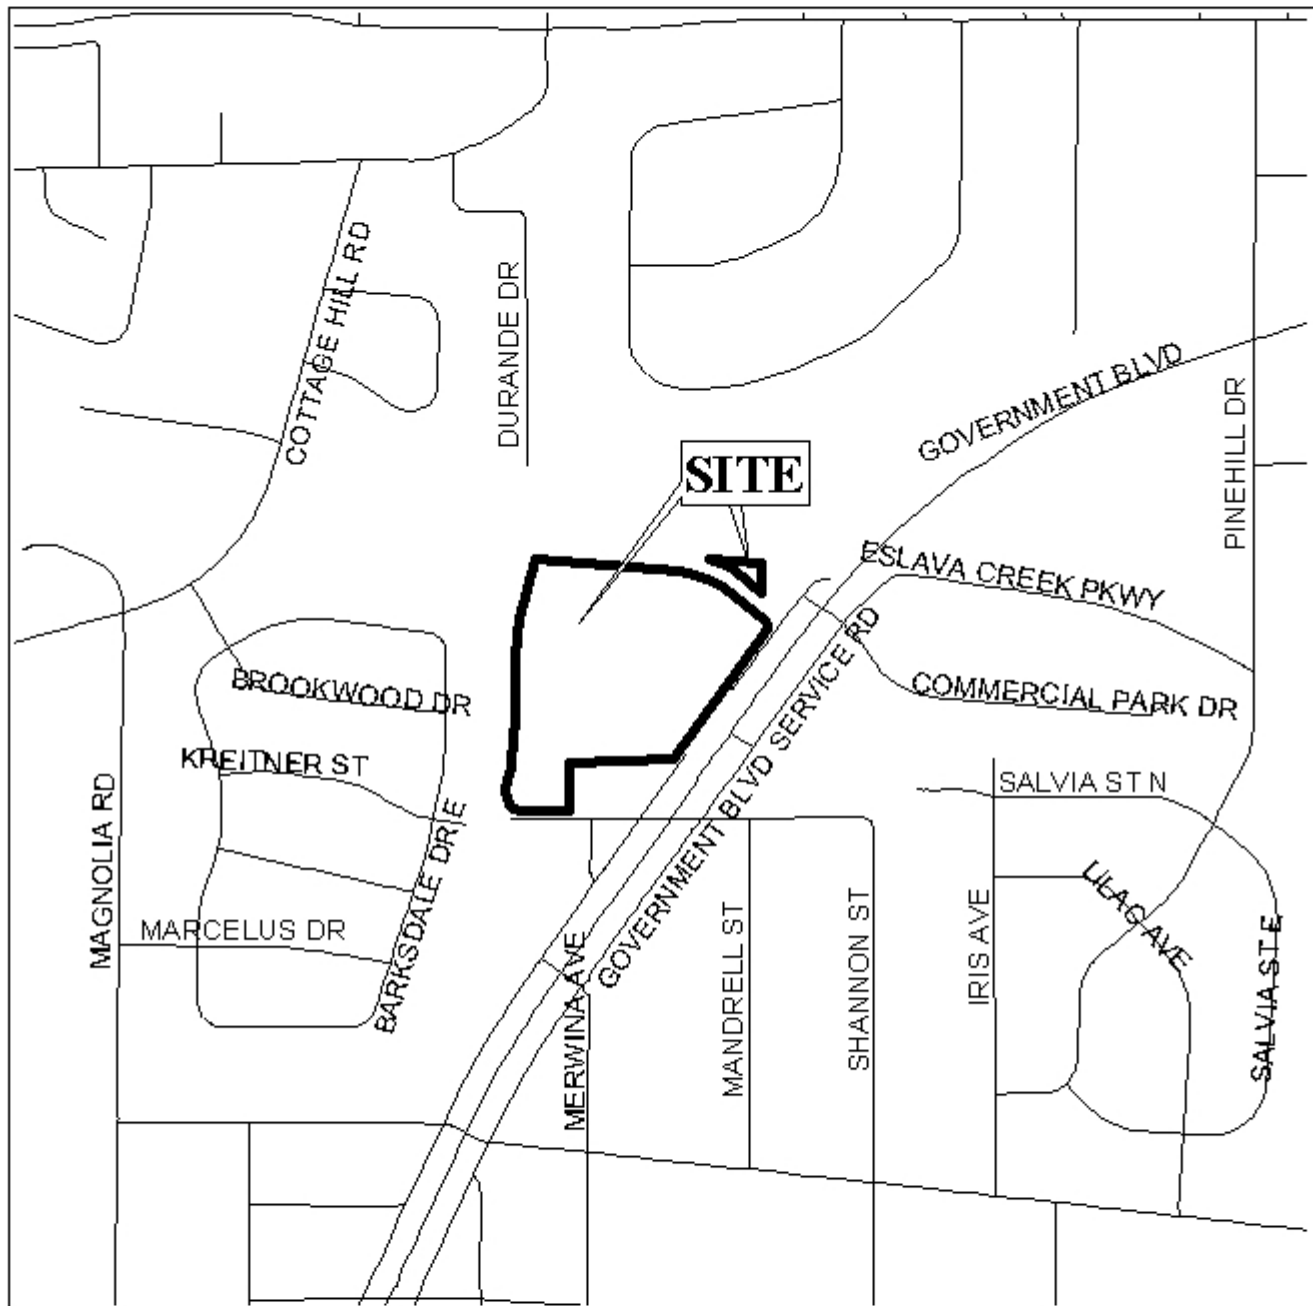 COTTAGE HILL RD
DURANDE DR
GOVERNMENT BLVD
PINEHILL DR
SITE
ESLAVA CREEK PKWY
BROOKWOOD DR
COMMERCIAL PARK DR
KREITNER ST
GOVERNMENT BLVD SERVICE RD
SALVIA ST N
MAGNOLIA RD
BARKSDALE DR E
LILAC AVE
MARCELUS DR
IRIS AVE
SALVIA ST E
MERWINA AVE
MANDRELL ST
SHANNON ST